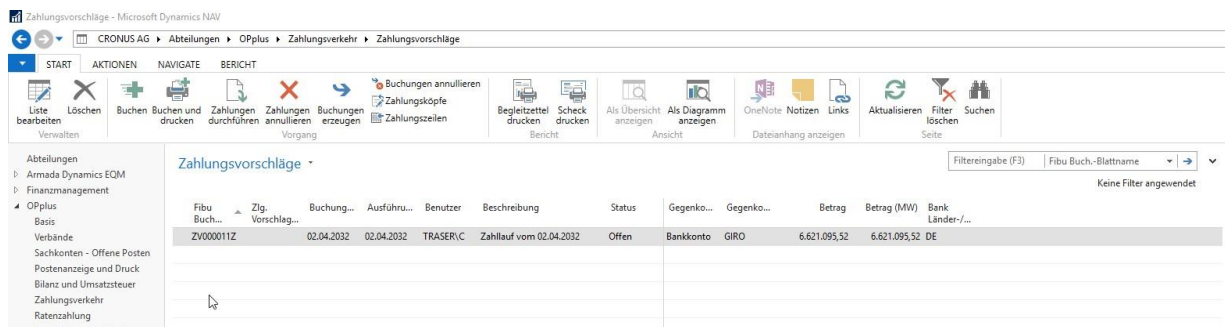 Zahlungsvorschläge - Microsoft Dynamics NAV
CRONUS AG ▸ Abteilungen ▸ OPplus ▸ Zahlungsverkehr ▸ Zahlungsvorschläge
START AKTIONEN NAVIGATE BERICHT
Liste bearbeiten
Löschen
Verwalten
Buchen
Buchen und drucken
Zahlungen durchführen
Zahlungen annullieren
Buchungen erzeugen
Buchungen annullieren
Zahlungsköpfe
Zahlungszeilen
Vorgang
Begleitzettel drucken
Scheck drucken
Bericht
Als Übersicht anzeigen
Als Diagramm anzeigen
Ansicht
OneNote
Notizen
Links
Dateianhang anzeigen
Aktualisieren
Filter löschen
Suchen
Seite
Abteilungen
Armada Dynamics EQM
Finanzmanagement
OPplus
Basis
Verbände
Sachkonten - Offene Posten
Postenanzeige und Druck
Bilanz und Umsatzsteuer
Zahlungsverkehr
Ratenzahlung
Zahlungsvorschläge
Filtereingabe (F3) Fibu Buch.-Blattname
Keine Filter angewendet
Fibu Buch... Zlg. Vorschlag... Buchung... Ausführu... Benutzer Beschreibung Status Gegenko... Gegenko... Betrag Betrag (MW) Bank Länder-/...
ZV000011Z 02.04.2032 02.04.2032 TRASER\C Zahllauf vom 02.04.2032 Offen Bankkonto GIRO 6.621.095,52 6.621.095,52 DE